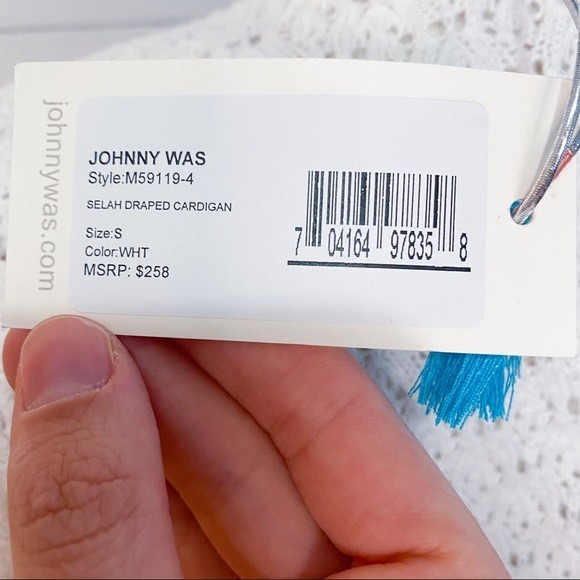 johnnywas.com
JOHNNY WAS
Style:M59119-4
SELAH DRAPED CARDIGAN
Size:S
Color:WHT
MSRP: $258
7 04164 97835 8